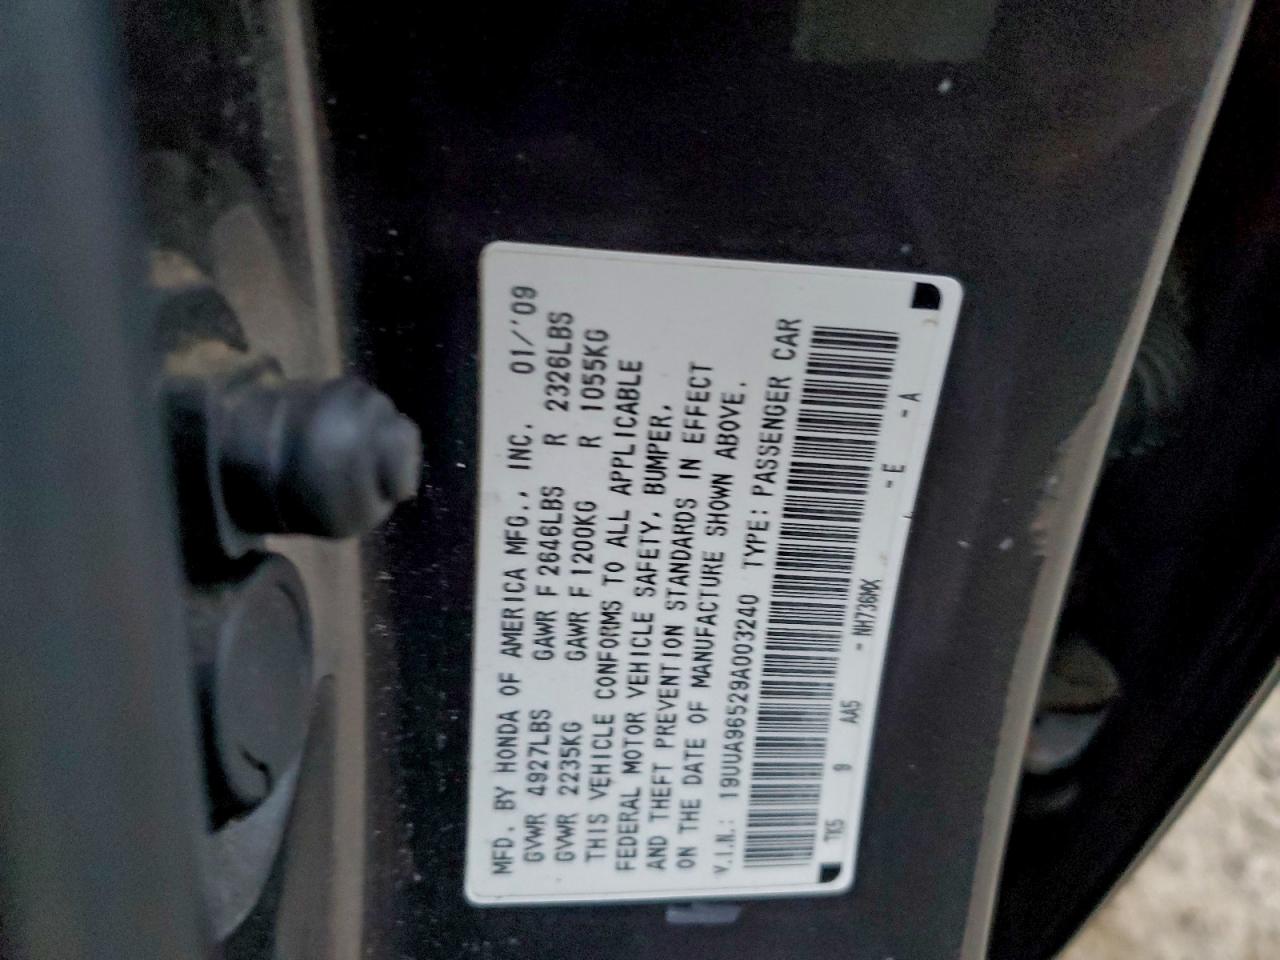 MFD. BY HONDA OF AMERICA MFG., INC. 01/'09
GVWR 4927LBS GAWR F 2646LBS R 2326LBS
GVWR 2235KG GAWR F 1200KG R 1055KG
THIS VEHICLE CONFORMS TO ALL APPLICABLE
FEDERAL MOTOR VEHICLE SAFETY, BUMPER,
AND THEFT PREVENTION STANDARDS IN EFFECT
ON THE DATE OF MANUFACTURE SHOWN ABOVE.
V.I.N.: 19UUA96529A003240 TYPE: PASSENGER CAR
TK5 9 AA5 - NH736MX - E - A